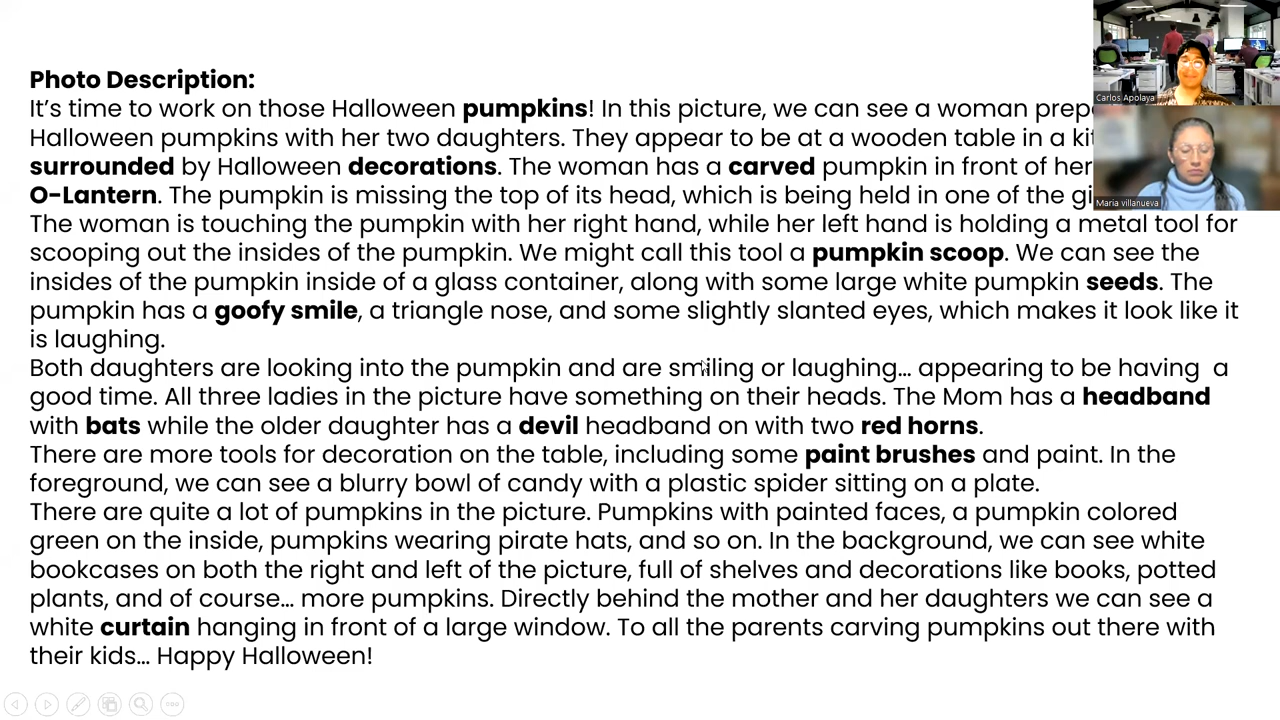 Photo Description:
It’s time to work on those Halloween pumpkins! In this picture, we can see a woman
Halloween pumpkins with her two daughters. They appear to be at a wooden table in a
surrounded by Halloween decorations. The woman has a carved pumpkin in front of her
O-Lantern. The pumpkin is missing the top of its head, which is being held in one of the
The woman is touching the pumpkin with her right hand, while her left hand is holding a metal tool for
scooping out the insides of the pumpkin. We might call this tool a pumpkin scoop. We can see the
insides of the pumpkin inside of a glass container, along with some large white pumpkin seeds. The
pumpkin has a goofy smile, a triangle nose, and some slightly slanted eyes, which makes it look like it
is laughing.
Both daughters are looking into the pumpkin and are smiling or laughing… appearing to be having a
good time. All three ladies in the picture have something on their heads. The Mom has a headband
with bats while the older daughter has a devil headband on with two red horns.
There are more tools for decoration on the table, including some paint brushes and paint. In the
foreground, we can see a blurry bowl of candy with a plastic spider sitting on a plate.
There are quite a lot of pumpkins in the picture. Pumpkins with painted faces, a pumpkin colored
green on the inside, pumpkins wearing pirate hats, and so on. In the background, we can see white
bookcases on both the right and left of the picture, full of shelves and decorations like books, potted
plants, and of course… more pumpkins. Directly behind the mother and her daughters we can see a
white curtain hanging in front of a large window. To all the parents carving pumpkins out there with
their kids… Happy Halloween!
Carlos Apolaya
Maria villanueva